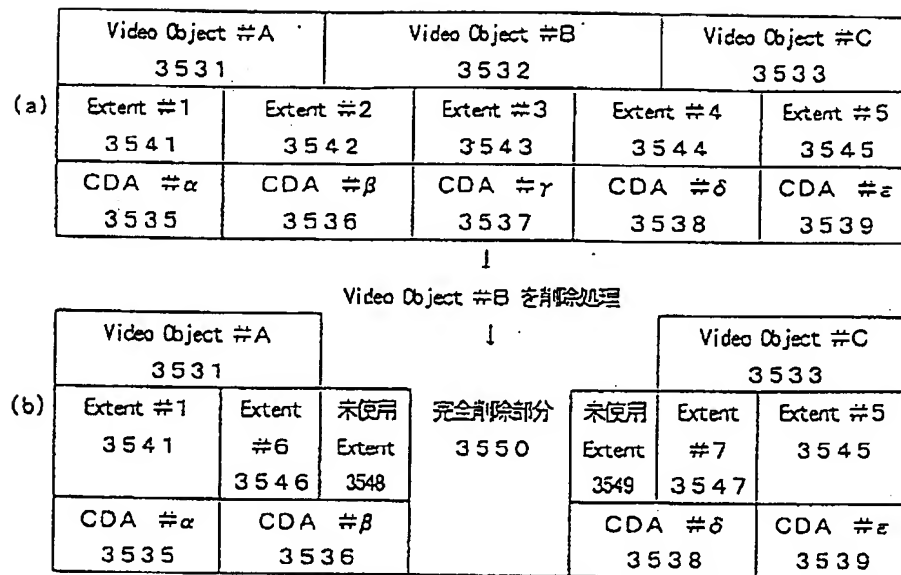 Video Object #A Video Object #B Video Object #C
3531 3532 3533
(a) Extent #1 Extent #2 Extent #3 Extent #4 Extent #5
3541 3542 3543 3544 3545
CDA #α CDA #β CDA #γ CDA #δ CDA #ε
3535 3536 3537 3538 3539
↓
Video Object #B を削除処理
↓
Video Object #A Video Object #C
3531 3533
(b) Extent #1 Extent 未使用 完全削除部分 未使用 Extent Extent #5
3541 #6 Extent 3550 Extent #7 3545
3546 3548 3549 3547
CDA #α CDA #β CDA #δ CDA #ε
3535 3536 3538 3539